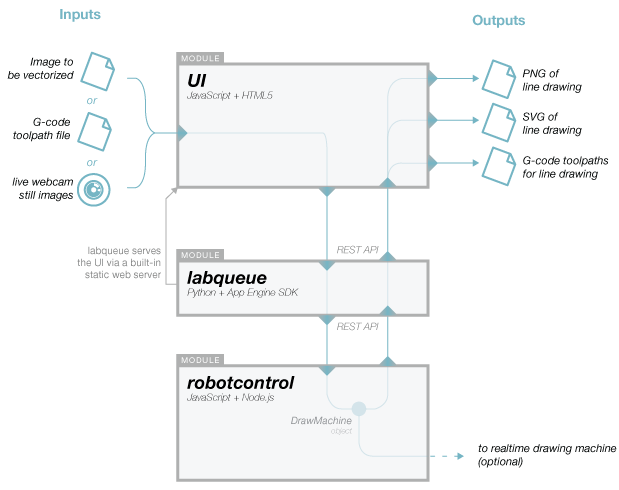 Inputs
Outputs
Image to
be vectorized
or
G-code
toolpath file
or
live webcam
still images
MODULE
UI
JavaScript + HTML5
PNG of
line drawing
SVG of
line drawing
G-code toolpaths
for line drawing
labqueue serves
the UI via a built-in
static web server
REST API
MODULE
labqueue
Python + App Engine SDK
REST API
MODULE
robotcontrol
JavaScript + Node.js
DrawMachine
object
to realtime drawing machine
(optional)